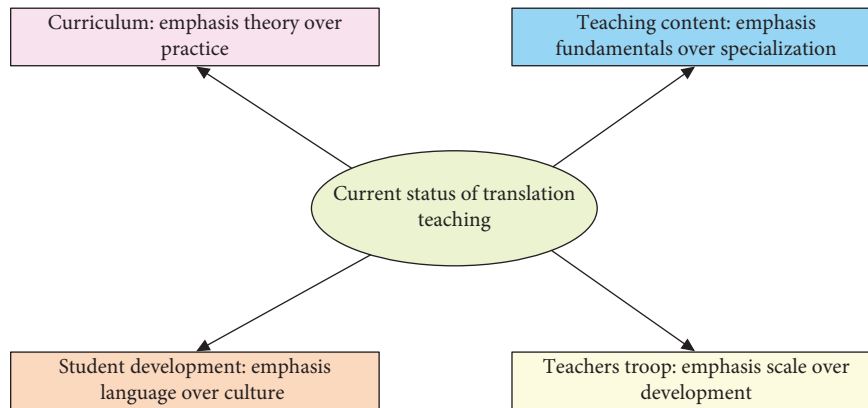 Curriculum: emphasis theory over
practice
Teaching content: emphasis
fundamentals over specialization
Current status of translation
teaching
Student development: emphasis
language over culture
Teachers troop: emphasis scale over
development